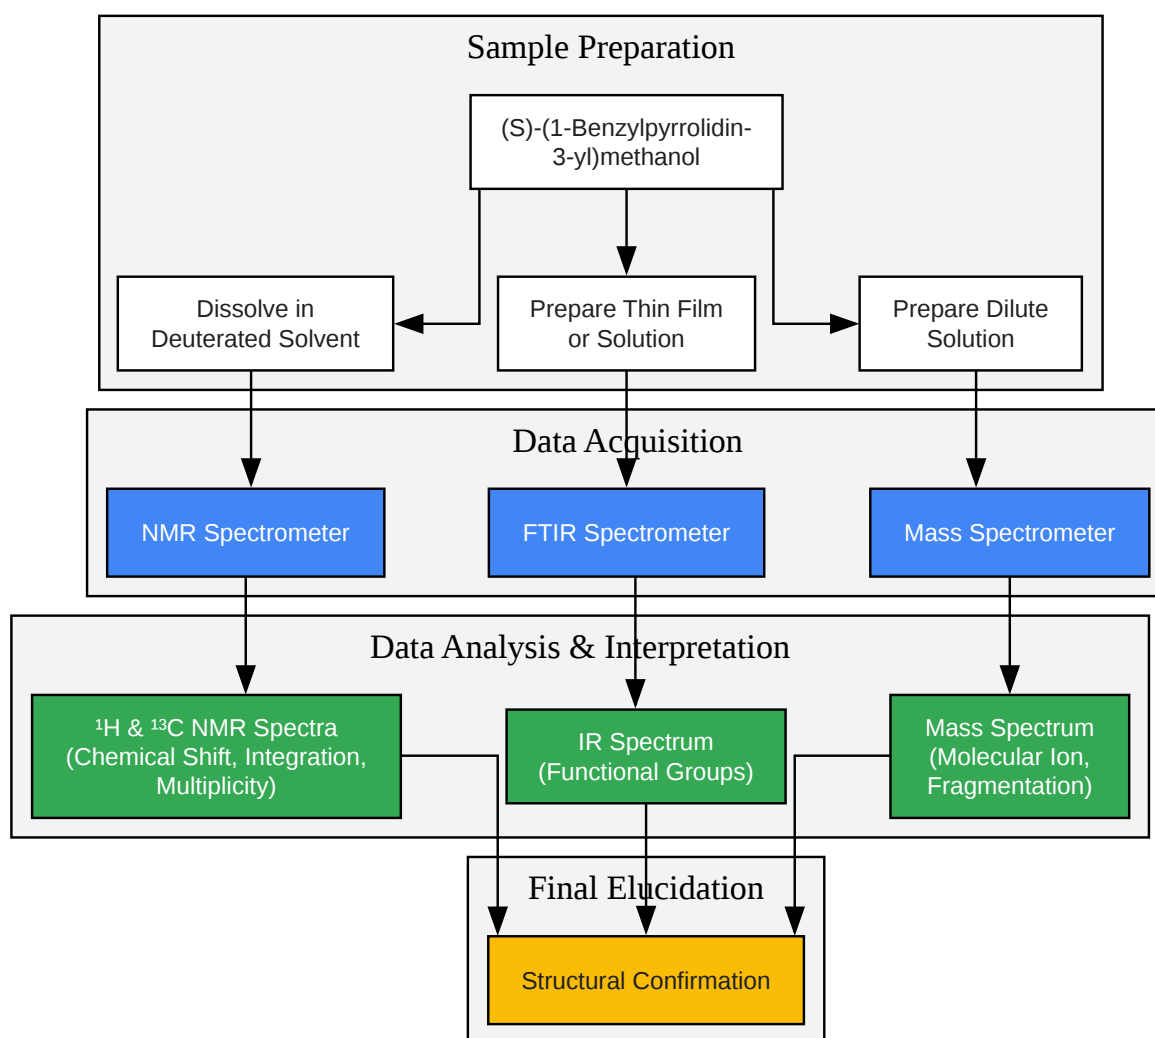 Sample Preparation
(S)-(1-Benzylpyrrolidin-
3-yl)methanol
Dissolve in
Deuterated Solvent
Prepare Thin Film
or Solution
Prepare Dilute
Solution
Data Acquisition
NMR Spectrometer
FTIR Spectrometer
Mass Spectrometer
Data Analysis & Interpretation
¹H & ¹³C NMR Spectra
(Chemical Shift, Integration,
Multiplicity)
IR Spectrum
(Functional Groups)
Mass Spectrum
(Molecular Ion,
Fragmentation)
Final Elucidation
Structural Confirmation